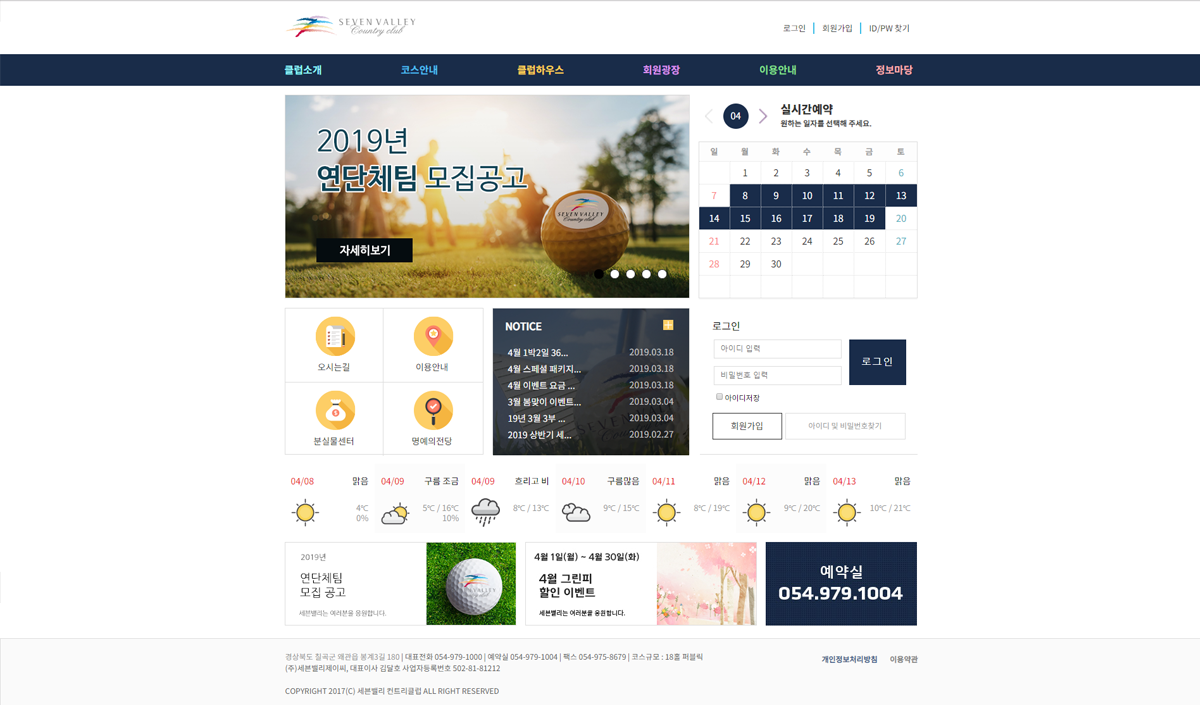 SEVEN VALLEY
Country club
로그인 회원가입 ID/PW 찾기
클럽소개 코스안내 클럽하우스 회원광장 이용안내 정보마당
2019년
연단체팀 모집공고
SEVEN VALLEY
Country club
자세히보기
04
실시간예약
원하는 일자를 선택해 주세요.
일 월 화 수 목 금 토
1 2 3 4 5 6
7 8 9 10 11 12 13
14 15 16 17 18 19 20
21 22 23 24 25 26 27
28 29 30
오시는길 이용안내
분실물센터 명예의전당
NOTICE
4월 1박2일 36... 2019.03.18
4월 스페셜 패키지... 2019.03.18
4월 이벤트 요금 ... 2019.03.18
3월 봄맞이 이벤트... 2019.03.04
19년 3월 3부 ... 2019.03.04
2019 상반기 세... 2019.02.27
로그인
아이디 입력
비밀번호 입력
로그인
아이디저장
회원가입 아이디 및 비밀번호찾기
04/08 맑음
4℃
0%
04/09 구름 조금
5℃ / 16℃
10%
04/09 흐리고 비
8℃ / 13℃
04/10 구름많음
9℃ / 15℃
04/11 맑음
8℃ / 19℃
04/12 맑음
9℃ / 20℃
04/13 맑음
10℃ / 21℃
2019년
연단체팀
모집 공고
세븐밸리는 여러분을 응원합니다.
4월 1일(월) ~ 4월 30일(화)
4월 그린피
할인 이벤트
세븐밸리는 여러분을 응원합니다.
예약실
054.979.1004
경상북도 칠곡군 왜관읍 봉계3길 180 | 대표전화 054-979-1000 | 예약실 054-979-1004 | 팩스 054-975-8679 | 코스규모 : 18홀 퍼블릭
(주)세븐밸리제이씨, 대표이사 김달호 사업자등록번호 502-81-81212
개인정보처리방침 이용약관
COPYRIGHT 2017(C) 세븐밸리 컨트리클럽 ALL RIGHT RESERVED